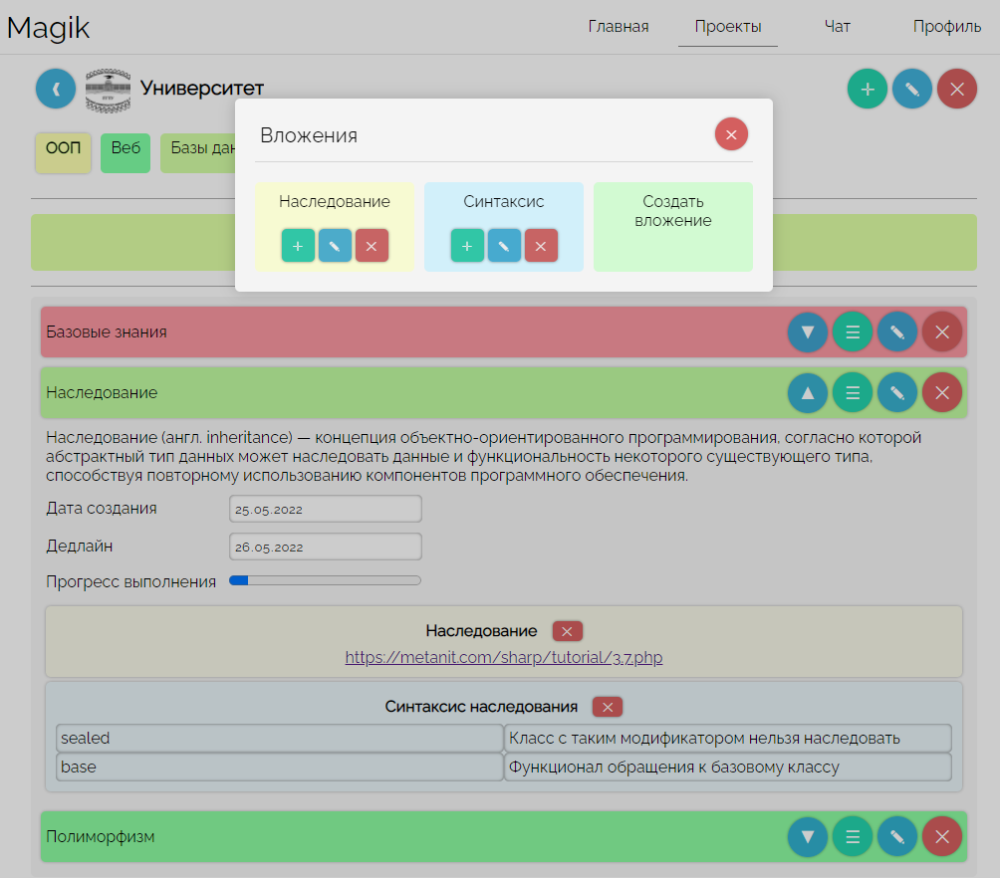 Magik
Главная Проекты Чат Профиль
Университет
ООП Веб Базы дан
Вложения
Наследование Синтаксис Создать
вложение
Базовые знания
Наследование
Наследование (англ. inheritance) — концепция объектно-ориентированного программирования, согласно которой
абстрактный тип данных может наследовать данные и функциональность некоторого существующего типа,
способствуя повторному использованию компонентов программного обеспечения.
Дата создания 25.05.2022
Дедлайн 26.05.2022
Прогресс выполнения
Наследование
https://metanit.com/sharp/tutorial/3.7.php
Синтаксис наследования
sealed Класс с таким модификатором нельзя наследовать
base Функционал обращения к базовому классу
Полиморфизм